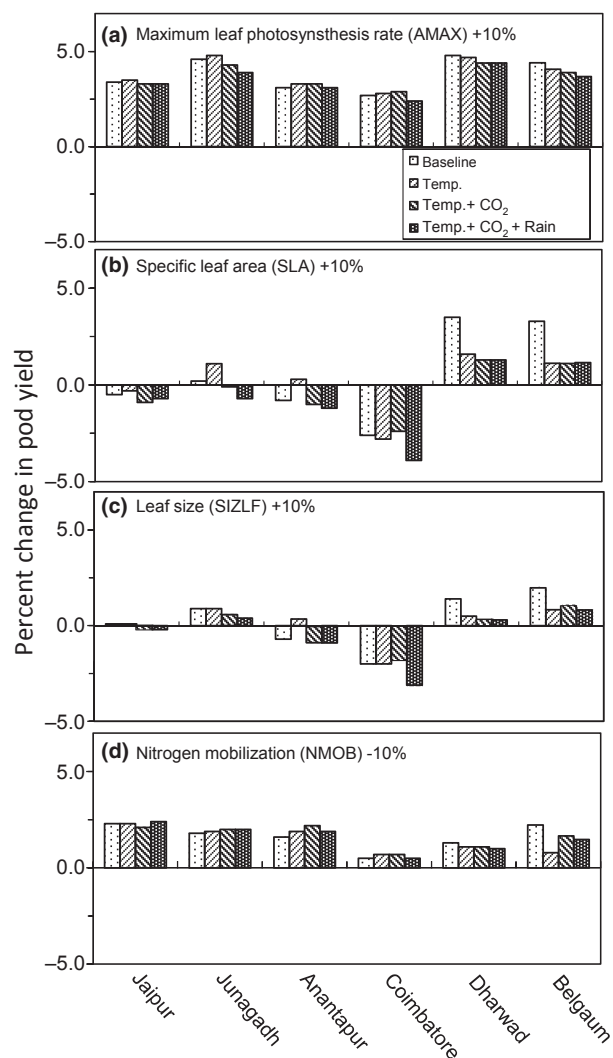 (a) Maximum leaf photosynsthesis rate (AMAX) +10%
5.0
0.0
–5.0
Baseline
Temp.
Temp.+ CO₂
Temp.+ CO₂ + Rain
(b) Specific leaf area (SLA) +10%
5.0
0.0
–5.0
Percent change in pod yield
(c) Leaf size (SIZLF) +10%
5.0
0.0
–5.0
(d) Nitrogen mobilization (NMOB) -10%
5.0
0.0
–5.0
Jaipur
Junagadh
Anantapur
Coimbatore
Dharwad
Belgaum